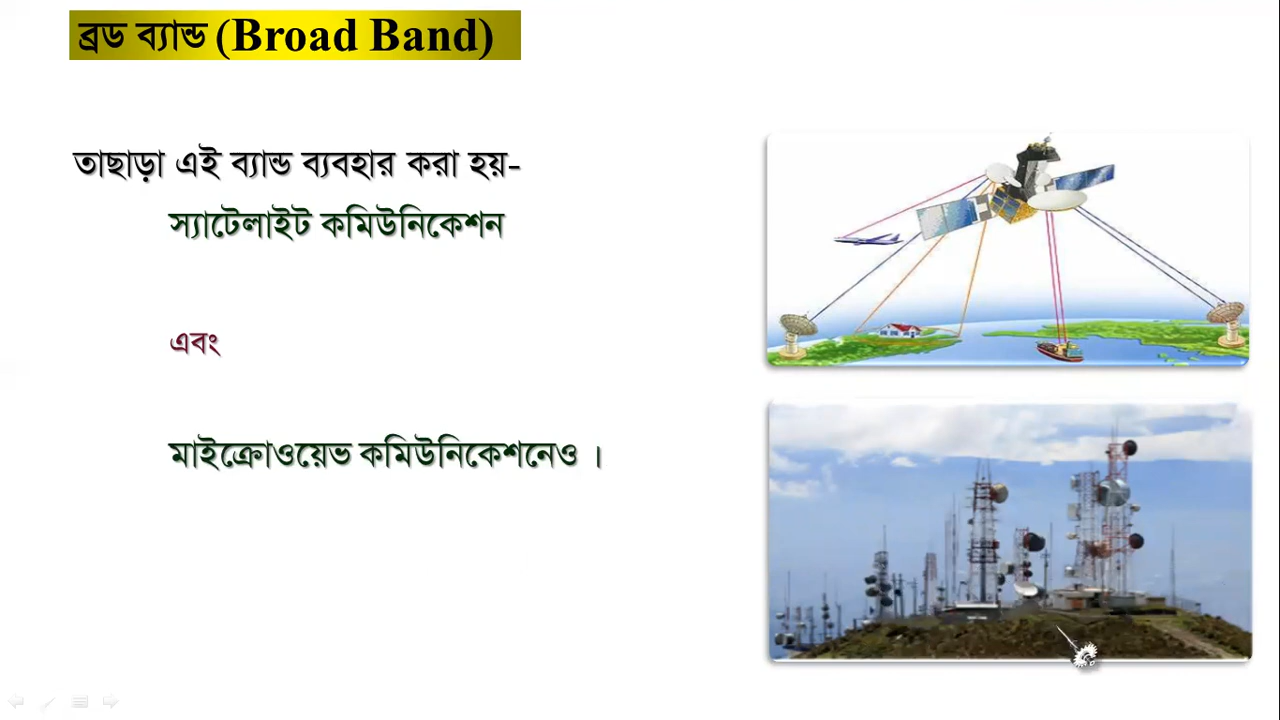 ব্রড ব্যান্ড (Broad Band)
তাছাড়া এই ব্যান্ড ব্যবহার করা হয়-
স্যাটেলাইট কমিউনিকেশন
এবং
মাইক্রোওয়েভ কমিউনিকেশনেও ।